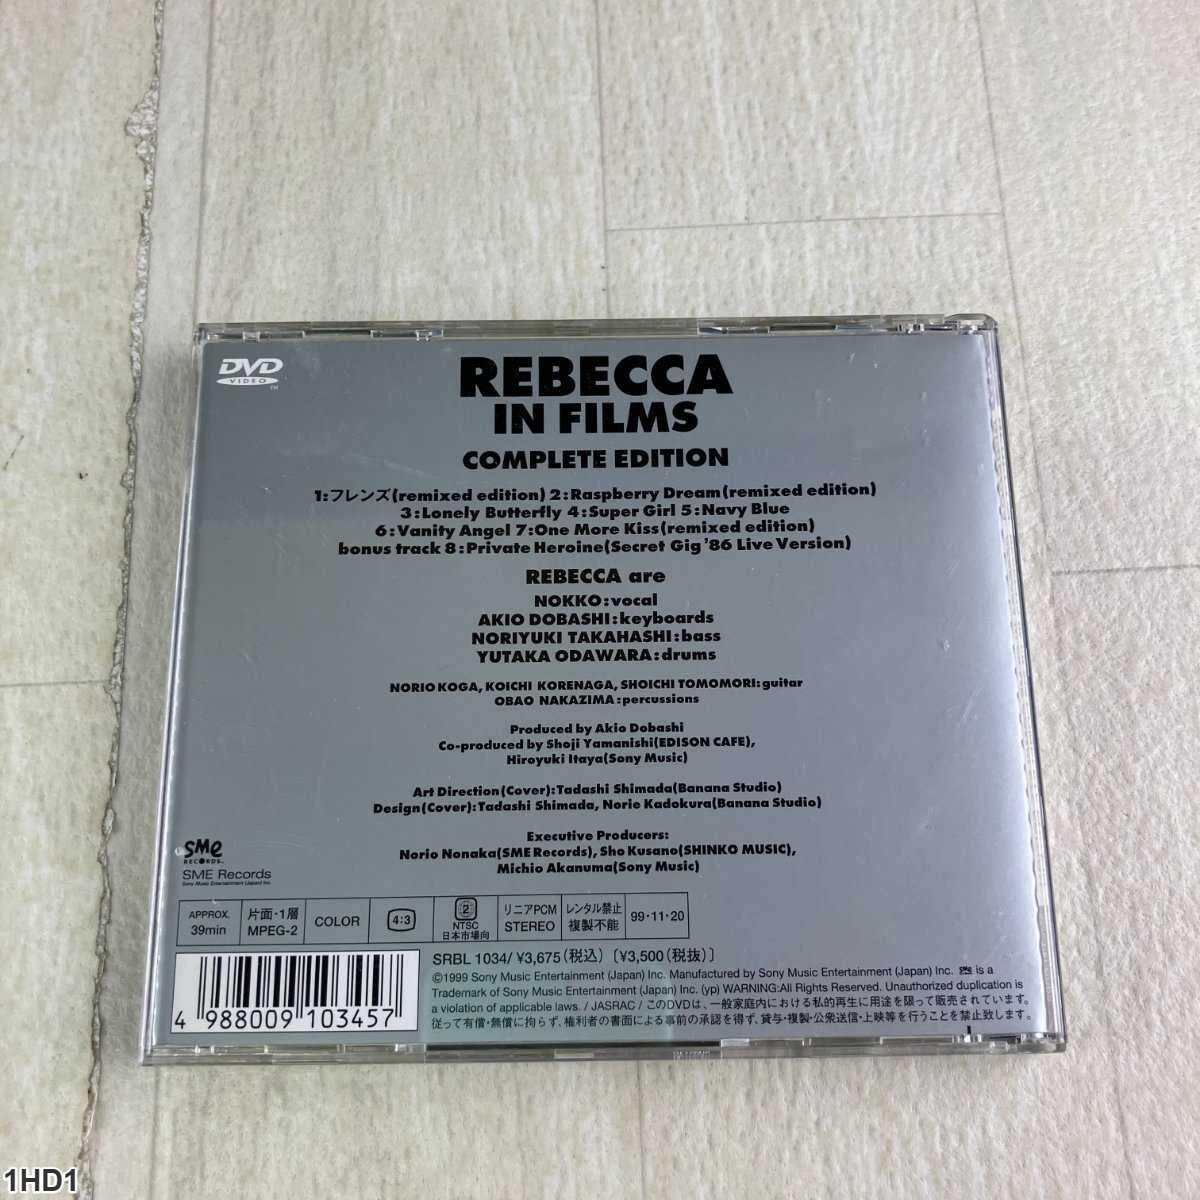 DVD
VIDEO
TM
REBECCA
IN FILMS
COMPLETE EDITION
1:フレンズ(remixed edition) 2:Raspberry Dream(remixed edition)
3:Lonely Butterfly 4:Super Girl 5:Navy Blue
6:Vanity Angel 7:One More Kiss(remixed edition)
bonus track 8:Private Heroine(Secret Gig '86 Live Version)
REBECCA are
NOKKO:vocal
AKIO DOBASHI:keyboards
NORIYUKI TAKAHASHI:bass
YUTAKA ODAWARA:drums
NORIO KOGA, KOICHI KORENAGA, SHOICHI TOMOMORI:guitar
OBAO NAKAZIMA:percussions
Produced by Akio Dobashi
Co-produced by Shoji Yamanishi(EDISON CAFE),
Hiroyuki Itaya(Sony Music)
Art Direction(Cover):Tadashi Shimada(Banana Studio)
Design(Cover):Tadashi Shimada, Norie Kadokura(Banana Studio)
Executive Producers:
Norio Nonaka(SME Records), Sho Kusano(SHINKO MUSIC),
Michio Akanuma(Sony Music)
sme
RECORDS
SME Records
Sony Music Entertainment (Japan) Inc.
APPROX.
39min
片面・1層
MPEG-2
COLOR
4:3
2
NTSC
日本市場向
リニアPCM
STEREO
レンタル禁止
複製不能
99・11・20
SRBL 1034/¥3,675(税込)〔¥3,500(税抜)〕
©1999 Sony Music Entertainment (Japan) Inc. Manufactured by Sony Music Entertainment (Japan) Inc. sme is a
Trademark of Sony Music Entertainment (Japan) Inc. (yp) WARNING:All Rights Reserved. Unauthorized duplication is
a violation of applicable laws. / JASRAC / このDVDは、一般家庭内における私的再生に用途を限って販売されています。
従って有償・無償に拘らず、権利者の書面による事前の承認を得ず、貸与・複製・公衆送信・上映等を行うことを禁止致します。
4 988009 103457
1HD1